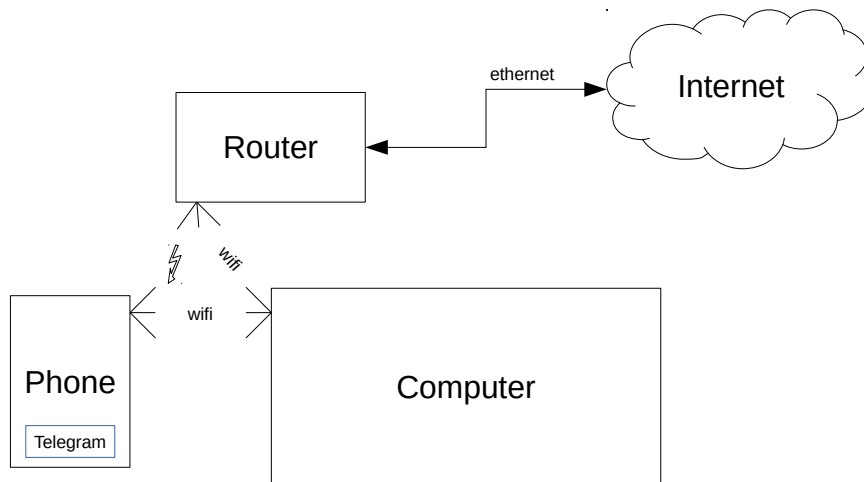 ethernet
Internet
Router
wifi
wifi
Phone
Computer
Telegram